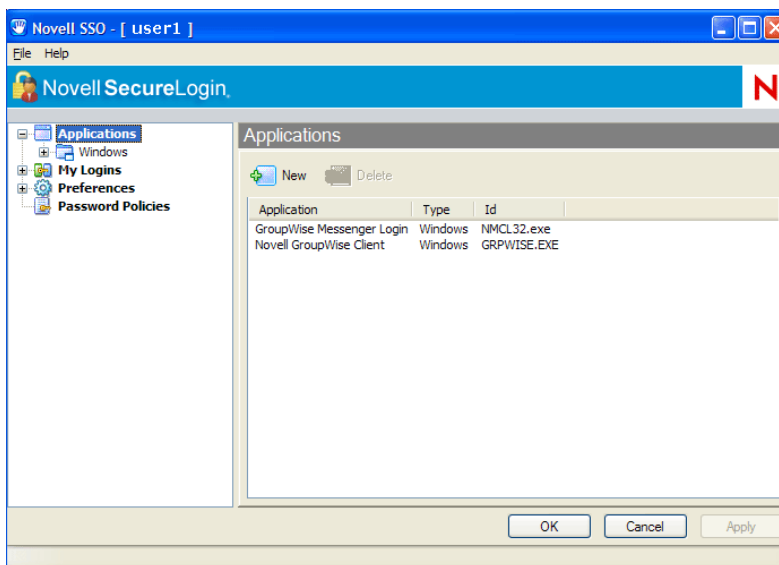 Novell SSO - [ user1 ]
File Help
Novell SecureLogin®
N
Applications
Windows
My Logins
Preferences
Password Policies
Applications
New Delete
Application Type Id
GroupWise Messenger Login Windows NMCL32.exe
Novell GroupWise Client Windows GRPWISE.EXE
OK Cancel Apply